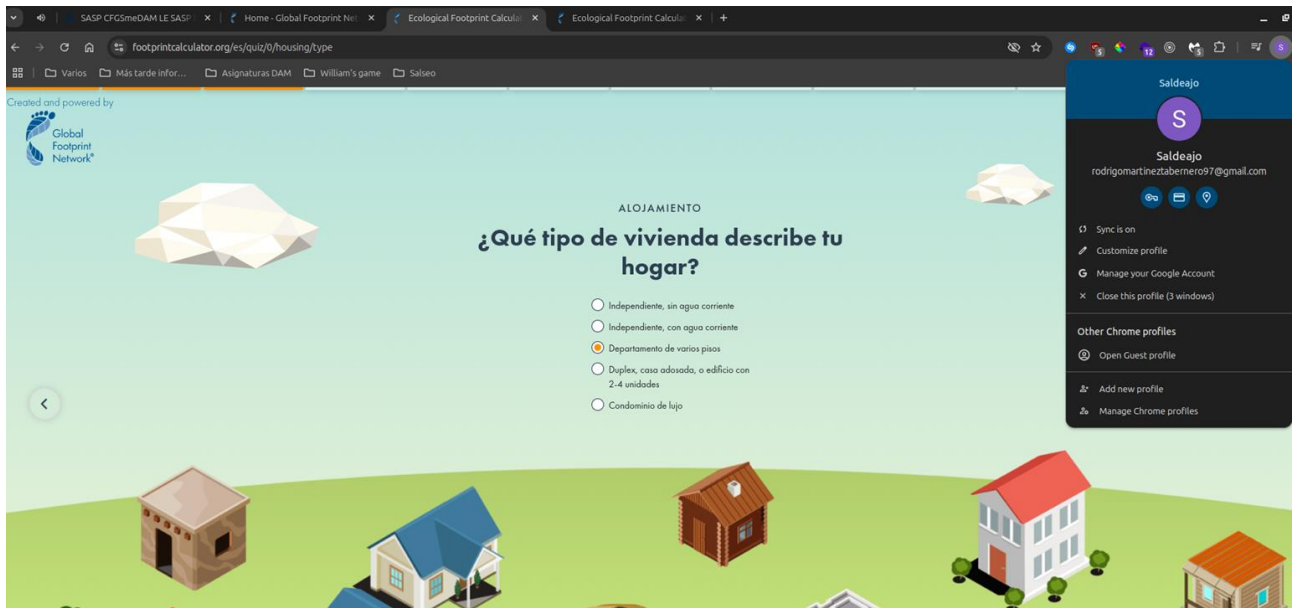 SASP CFGSmeDAM LE SASP
Home - Global Footprint Net
Ecological Footprint Calcula
Ecological Footprint Calcula
footprintcalculator.org/es/quiz/0/housing/type
Varios
Más tarde infor...
Asignaturas DAM
William's game
Salseo
Created and powered by
Global
Footprint
Network®
ALOJAMIENTO
¿Qué tipo de vivienda describe tu
hogar?
Independiente, sin agua corriente
Independiente, con agua corriente
Departamento de varios pisos
Duplex, casa adosada, o edificio con
2-4 unidades
Condominio de lujo
S
12
S
S
Saldeajo
S
Saldeajo
rodrigomartineztabernero97@gmail.com
Sync is on
Customize profile
G Manage your Google Account
Close this profile (3 windows)
Other Chrome profiles
Open Guest profile
Add new profile
Manage Chrome profiles